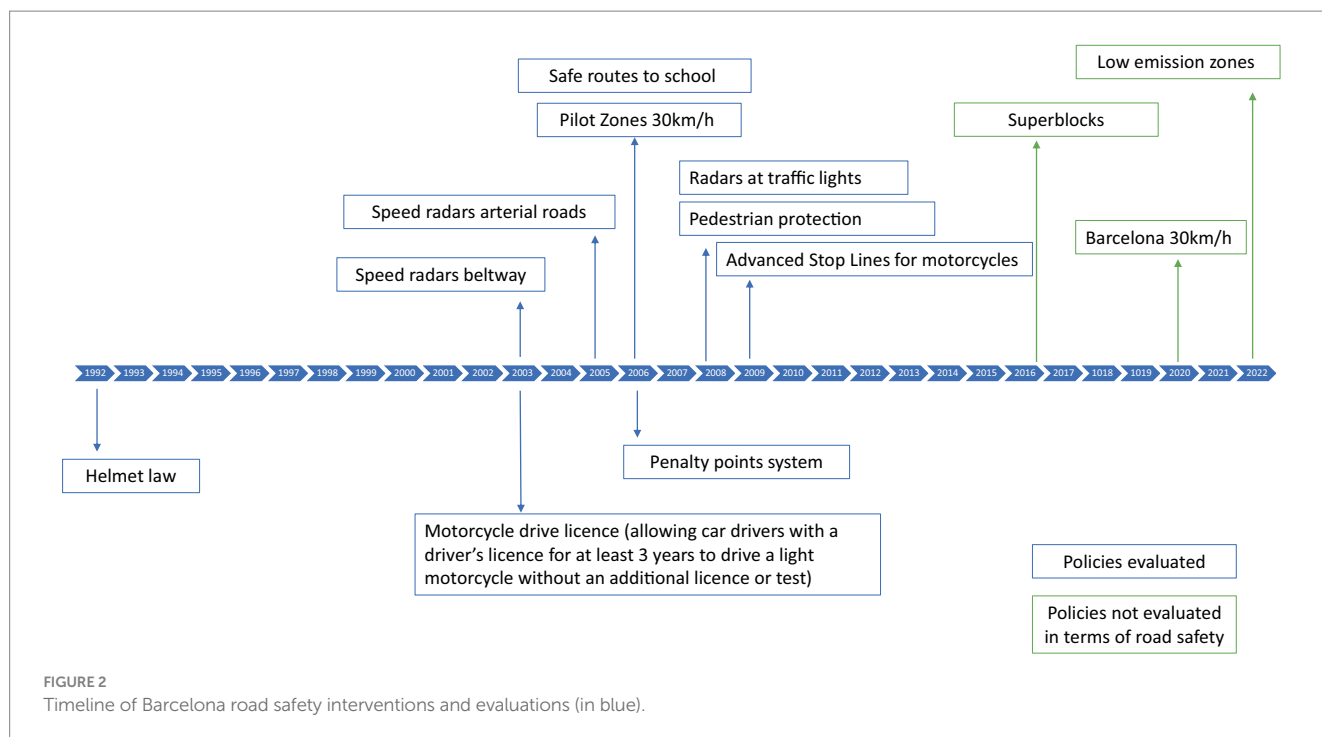 Low emission zones
Safe routes to school
Pilot Zones 30km/h
Superblocks
Radars at traffic lights
Speed radars arterial roads
Pedestrian protection
Barcelona 30km/h
Advanced Stop Lines for motorcycles
Speed radars beltway
1992 1993 1994 1995 1996 1997 1998 1999 2000 2001 2002 2003 2004 2005 2006 2007 2008 2009 2010 2011 2012 2013 2014 2015 2016 2017 1018 1019 2020 2021 2022
Helmet law
Penalty points system
Motorcycle drive licence (allowing car drivers with a
driver's licence for at least 3 years to drive a light
motorcycle without an additional licence or test)
Policies evaluated
Policies not evaluated
in terms of road safety
FIGURE 2
Timeline of Barcelona road safety interventions and evaluations (in blue).